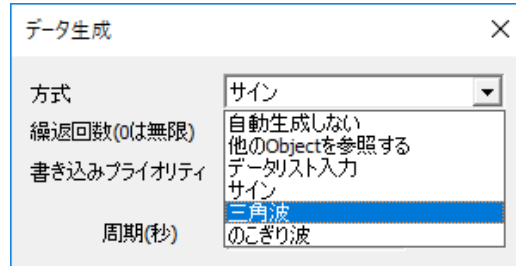 データ生成
方式
サイン
繰返回数(0は無限)
自動生成しない
他のObjectを参照する
書き込みプライオリティ
データリスト入力
サイン
三角波
周期(秒)
のこぎり波